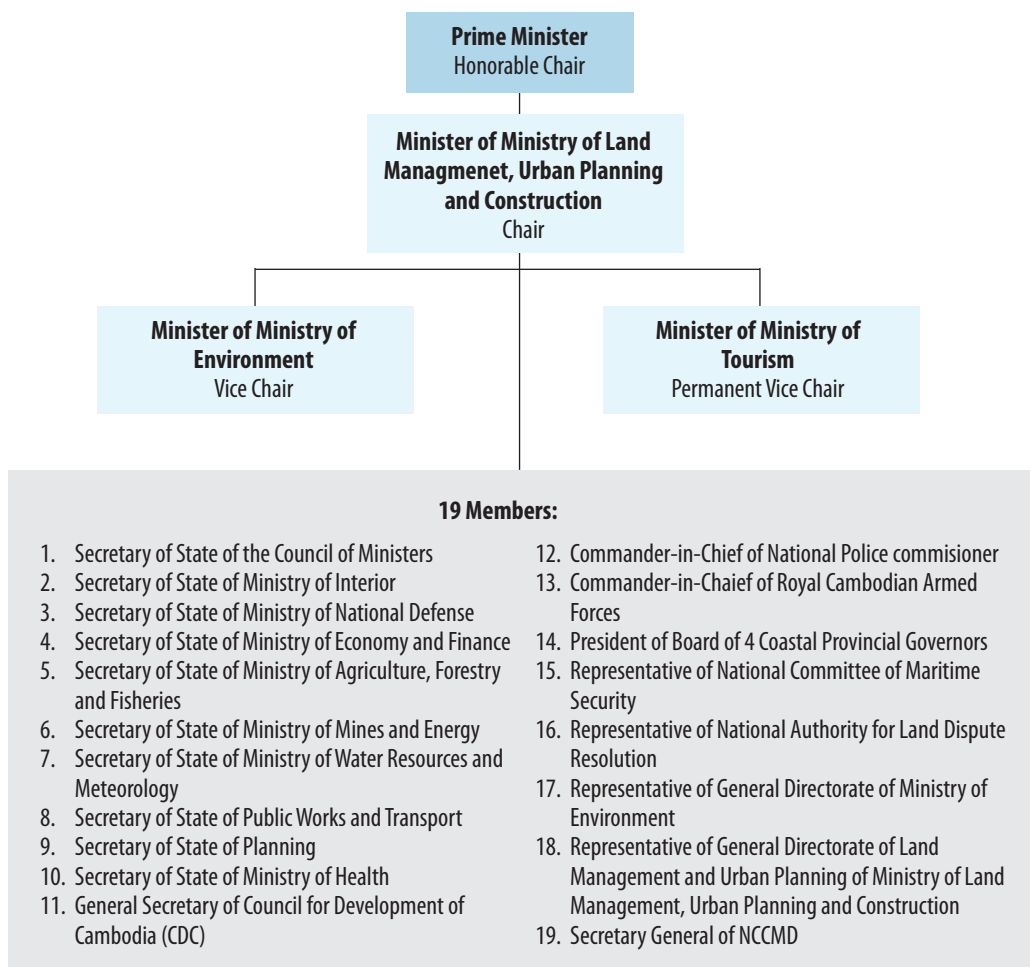 Prime Minister
Honorable Chair
Minister of Ministry of Land
Managmenet, Urban Planning
and Construction
Chair
Minister of Ministry of
Environment
Vice Chair
Minister of Ministry of
Tourism
Permanent Vice Chair
19 Members:
1. Secretary of State of the Council of Ministers
2. Secretary of State of Ministry of Interior
3. Secretary of State of Ministry of National Defense
4. Secretary of State of Ministry of Economy and Finance
5. Secretary of State of Ministry of Agriculture, Forestry
and Fisheries
6. Secretary of State of Ministry of Mines and Energy
7. Secretary of State of Ministry of Water Resources and
Meteorology
8. Secretary of State of Public Works and Transport
9. Secretary of State of Planning
10. Secretary of State of Ministry of Health
11. General Secretary of Council for Development of
Cambodia (CDC)
12. Commander-in-Chief of National Police commisioner
13. Commander-in-Chaief of Royal Cambodian Armed
Forces
14. President of Board of 4 Coastal Provincial Governors
15. Representative of National Committee of Maritime
Security
16. Representative of National Authority for Land Dispute
Resolution
17. Representative of General Directorate of Ministry of
Environment
18. Representative of General Directorate of Land
Management and Urban Planning of Ministry of Land
Management, Urban Planning and Construction
19. Secretary General of NCCMD